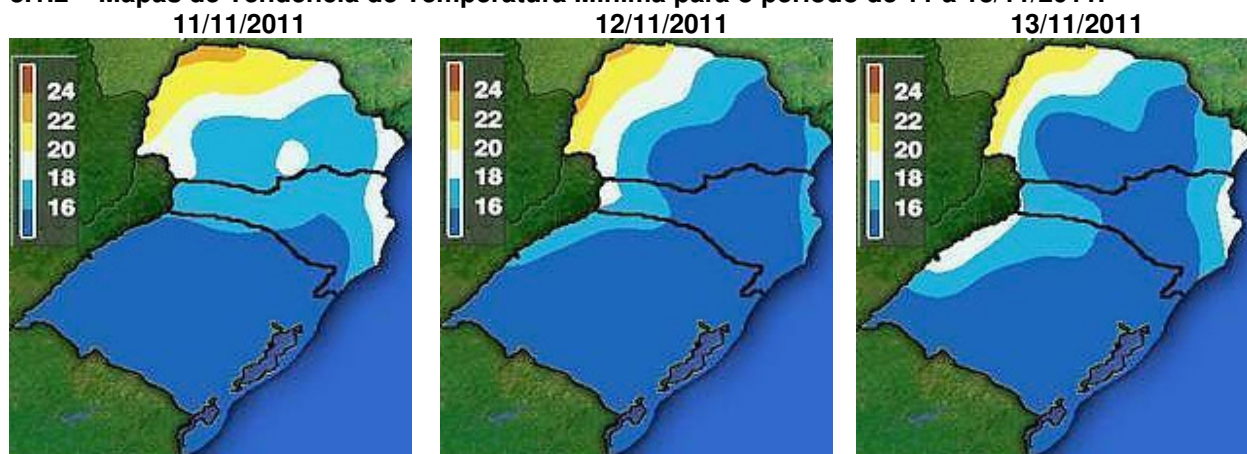 Mapas de Tendência de Temperatura Mínima para o período de 11 a 13/11/2011.
11/11/2011 12/11/2011 13/11/2011
24 24 24
22 22 22
20 20 20
18 18 18
16 16 16